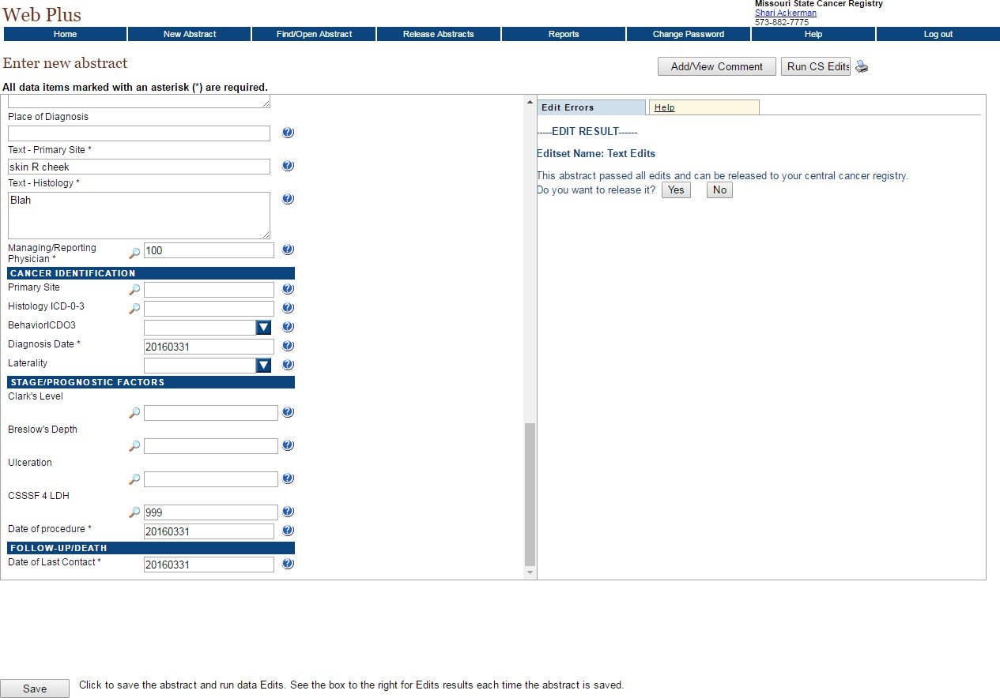 Web Plus
Missouri State Cancer Registry
Shari Ackerman
573-882-7775
Home
New Abstract
Find/Open Abstract
Release Abstracts
Reports
Change Password
Help
Log out
Enter new abstract
Add/View Comment
Run CS Edits
All data items marked with an asterisk (*) are required.
Place of Diagnosis
Text - Primary Site *
skin R cheek
Text - Histology *
Blah
Managing/Reporting
Physician *
100
CANCER IDENTIFICATION
Primary Site
Histology ICD-0-3
BehaviorICDO3
Diagnosis Date *
20160331
Laterality
STAGE/PROGNOSTIC FACTORS
Clark's Level
Breslow's Depth
Ulceration
CSSSF 4 LDH
999
Date of procedure *
20160331
FOLLOW-UP/DEATH
Date of Last Contact *
20160331
Edit Errors
Help
-----EDIT RESULT------
Editset Name: Text Edits
This abstract passed all edits and can be released to your central cancer registry.
Do you want to release it? Yes No
Save
Click to save the abstract and run data Edits. See the box to the right for Edits results each time the abstract is saved.